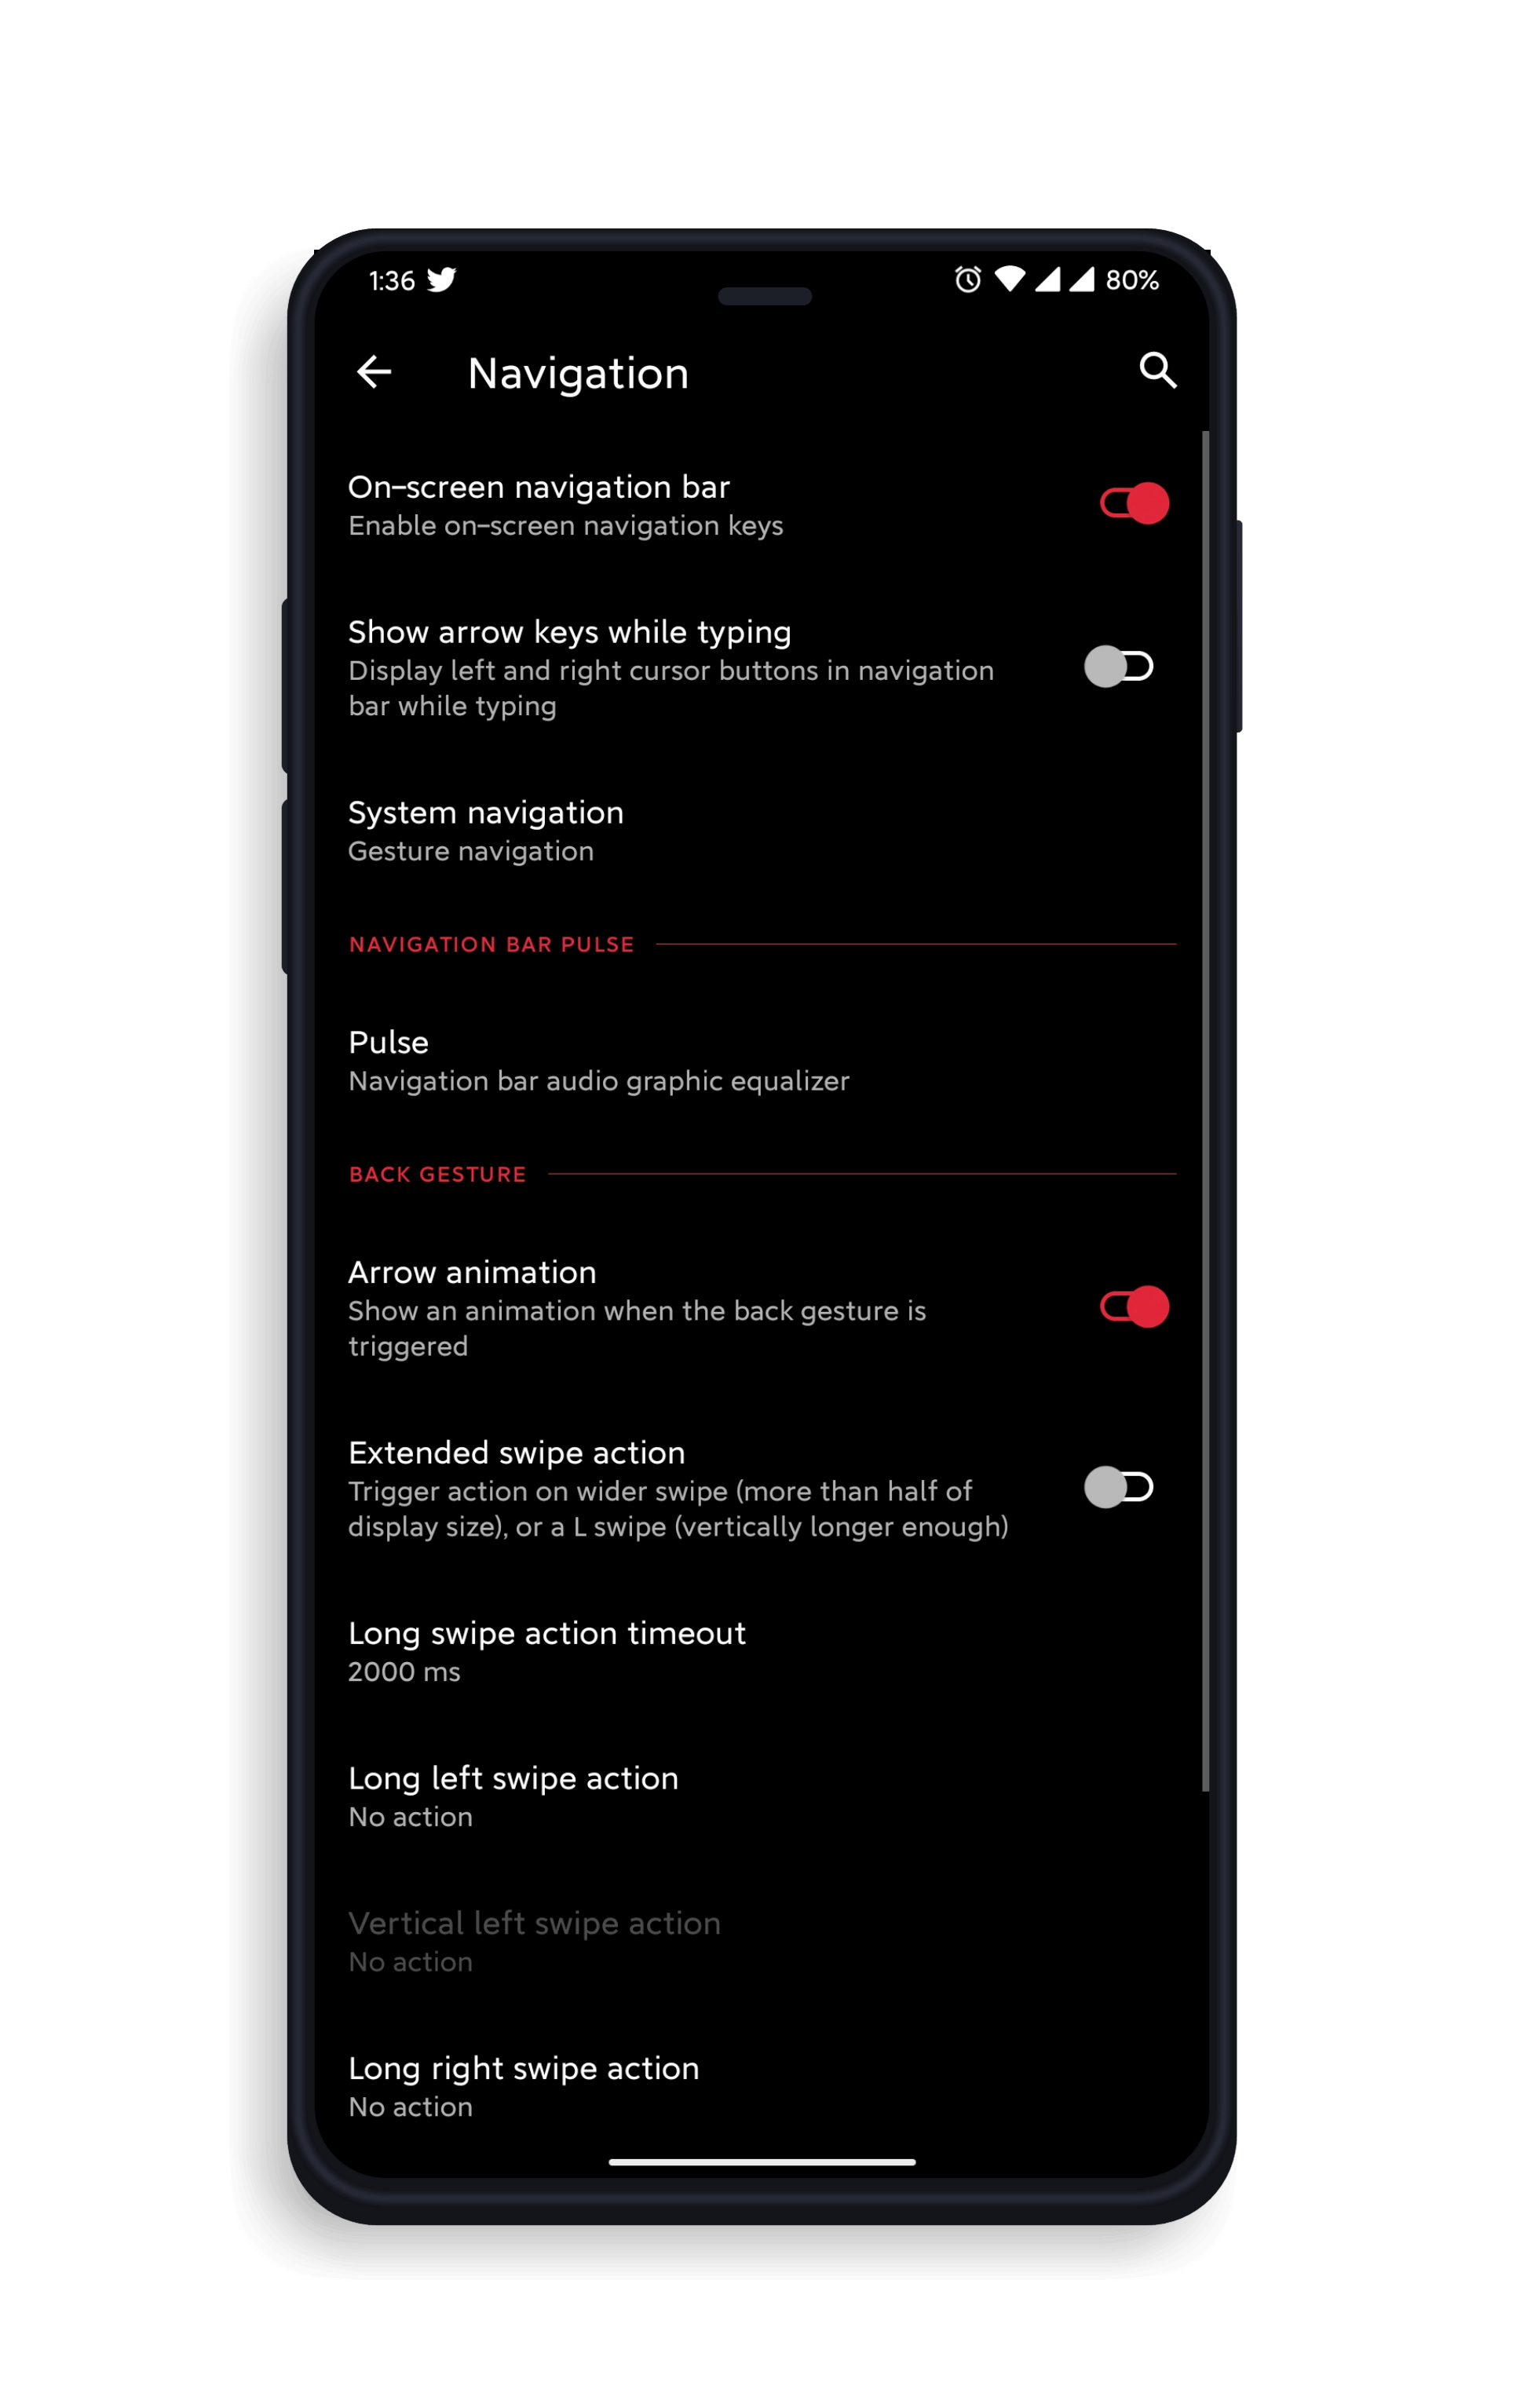 1:36 80%
Navigation
On-screen navigation bar
Enable on-screen navigation keys
Show arrow keys while typing
Display left and right cursor buttons in navigation
bar while typing
System navigation
Gesture navigation
NAVIGATION BAR PULSE
Pulse
Navigation bar audio graphic equalizer
BACK GESTURE
Arrow animation
Show an animation when the back gesture is
triggered
Extended swipe action
Trigger action on wider swipe (more than half of
display size), or a L swipe (vertically longer enough)
Long swipe action timeout
2000 ms
Long left swipe action
No action
Vertical left swipe action
No action
Long right swipe action
No action